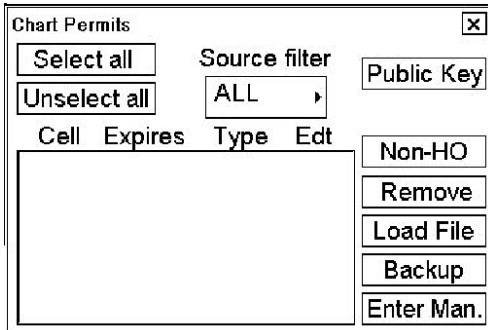 Chart Permits
Select all
Source filter
Public Key
Unselect all
ALL
Cell Expires Type Edt
Non-HO
Remove
Load File
Backup
Enter Man.